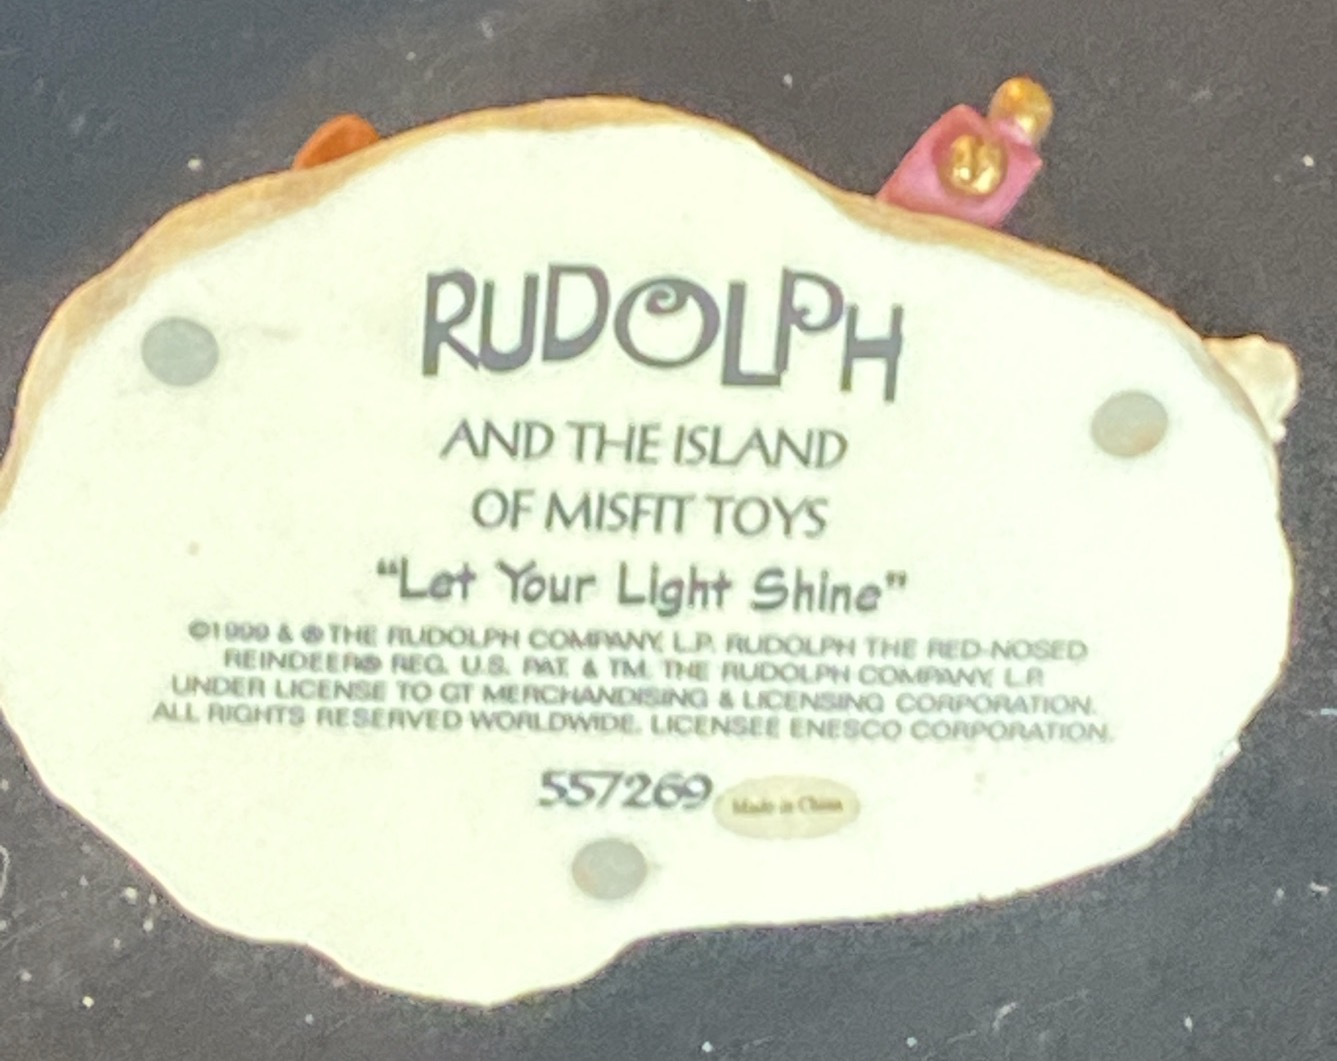 RUDOLPH
AND THE ISLAND
OF MISFIT TOYS
“Let Your Light Shine”
©1999 & ® THE RUDOLPH COMPANY, L.P. RUDOLPH THE RED-NOSED
REINDEER® REG. U.S. PAT. & TM. THE RUDOLPH COMPANY, L.P.
UNDER LICENSE TO GT MERCHANDISING & LICENSING CORPORATION.
ALL RIGHTS RESERVED WORLDWIDE. LICENSEE ENESCO CORPORATION.
557269
Made in China